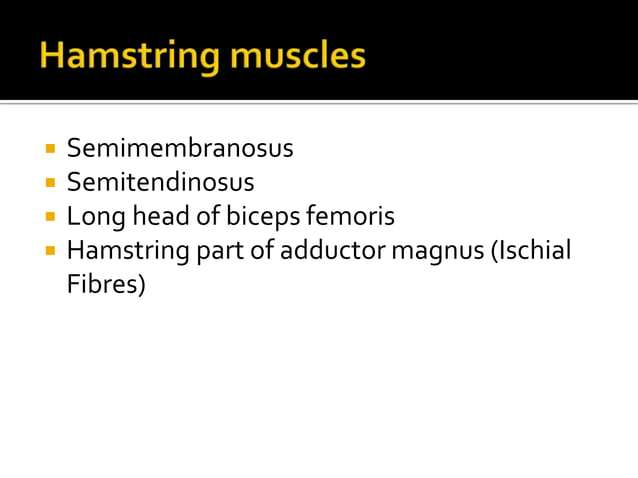 Hamstring muscles
Semimembranosus
Semitendinosus
Long head of biceps femoris
Hamstring part of adductor magnus (Ischial
Fibres)